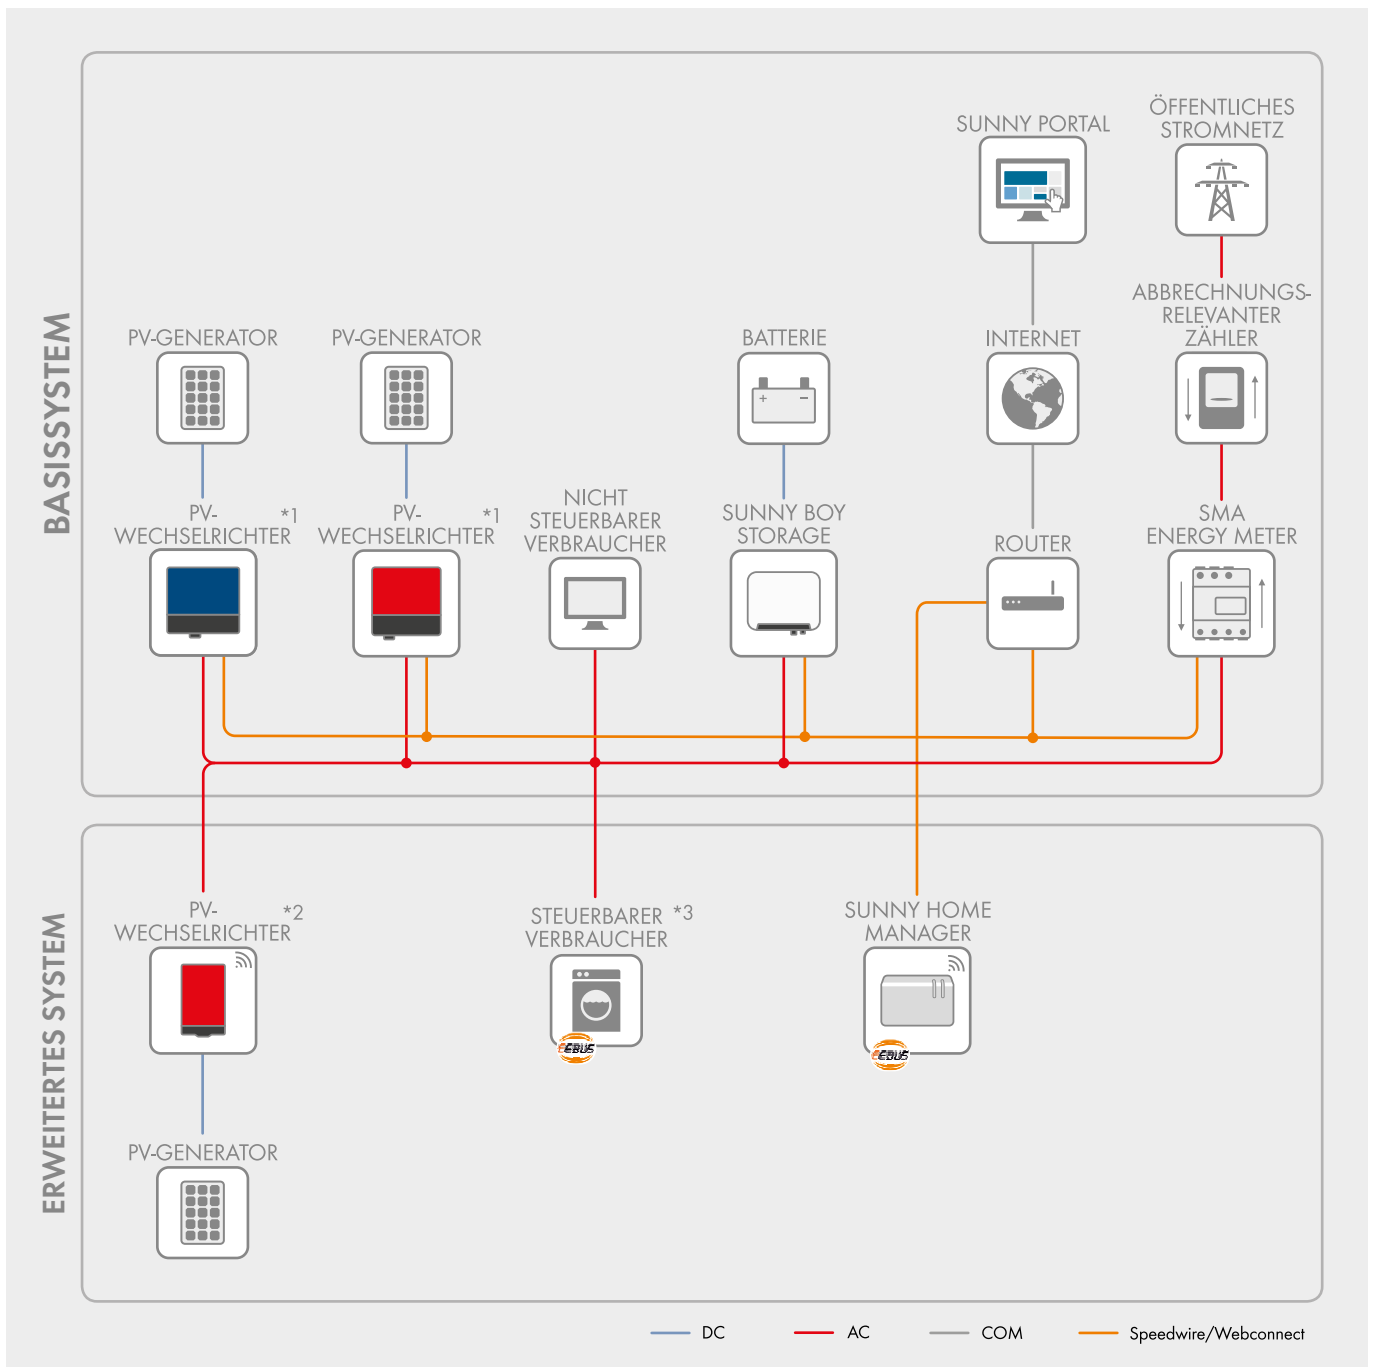 BASISSYSTEM
SUNNY PORTAL
ÖFFENTLICHES
STROMNETZ
PV-GENERATOR
PV-GENERATOR
BATTERIE
+ −
INTERNET
ABBRECHNUNGS-
RELEVANTER
ZÄHLER
PV-
WECHSELRICHTER *1
PV-
WECHSELRICHTER *1
NICHT
STEUERBARER
VERBRAUCHER
SUNNY BOY
STORAGE
ROUTER
SMA
ENERGY METER
ERWEITERTES SYSTEM
PV-
WECHSELRICHTER *2
STEUERBARER *3
VERBRAUCHER
EEBUS
SUNNY HOME
MANAGER
EEBUS
PV-GENERATOR
DC
AC
COM
Speedwire/Webconnect